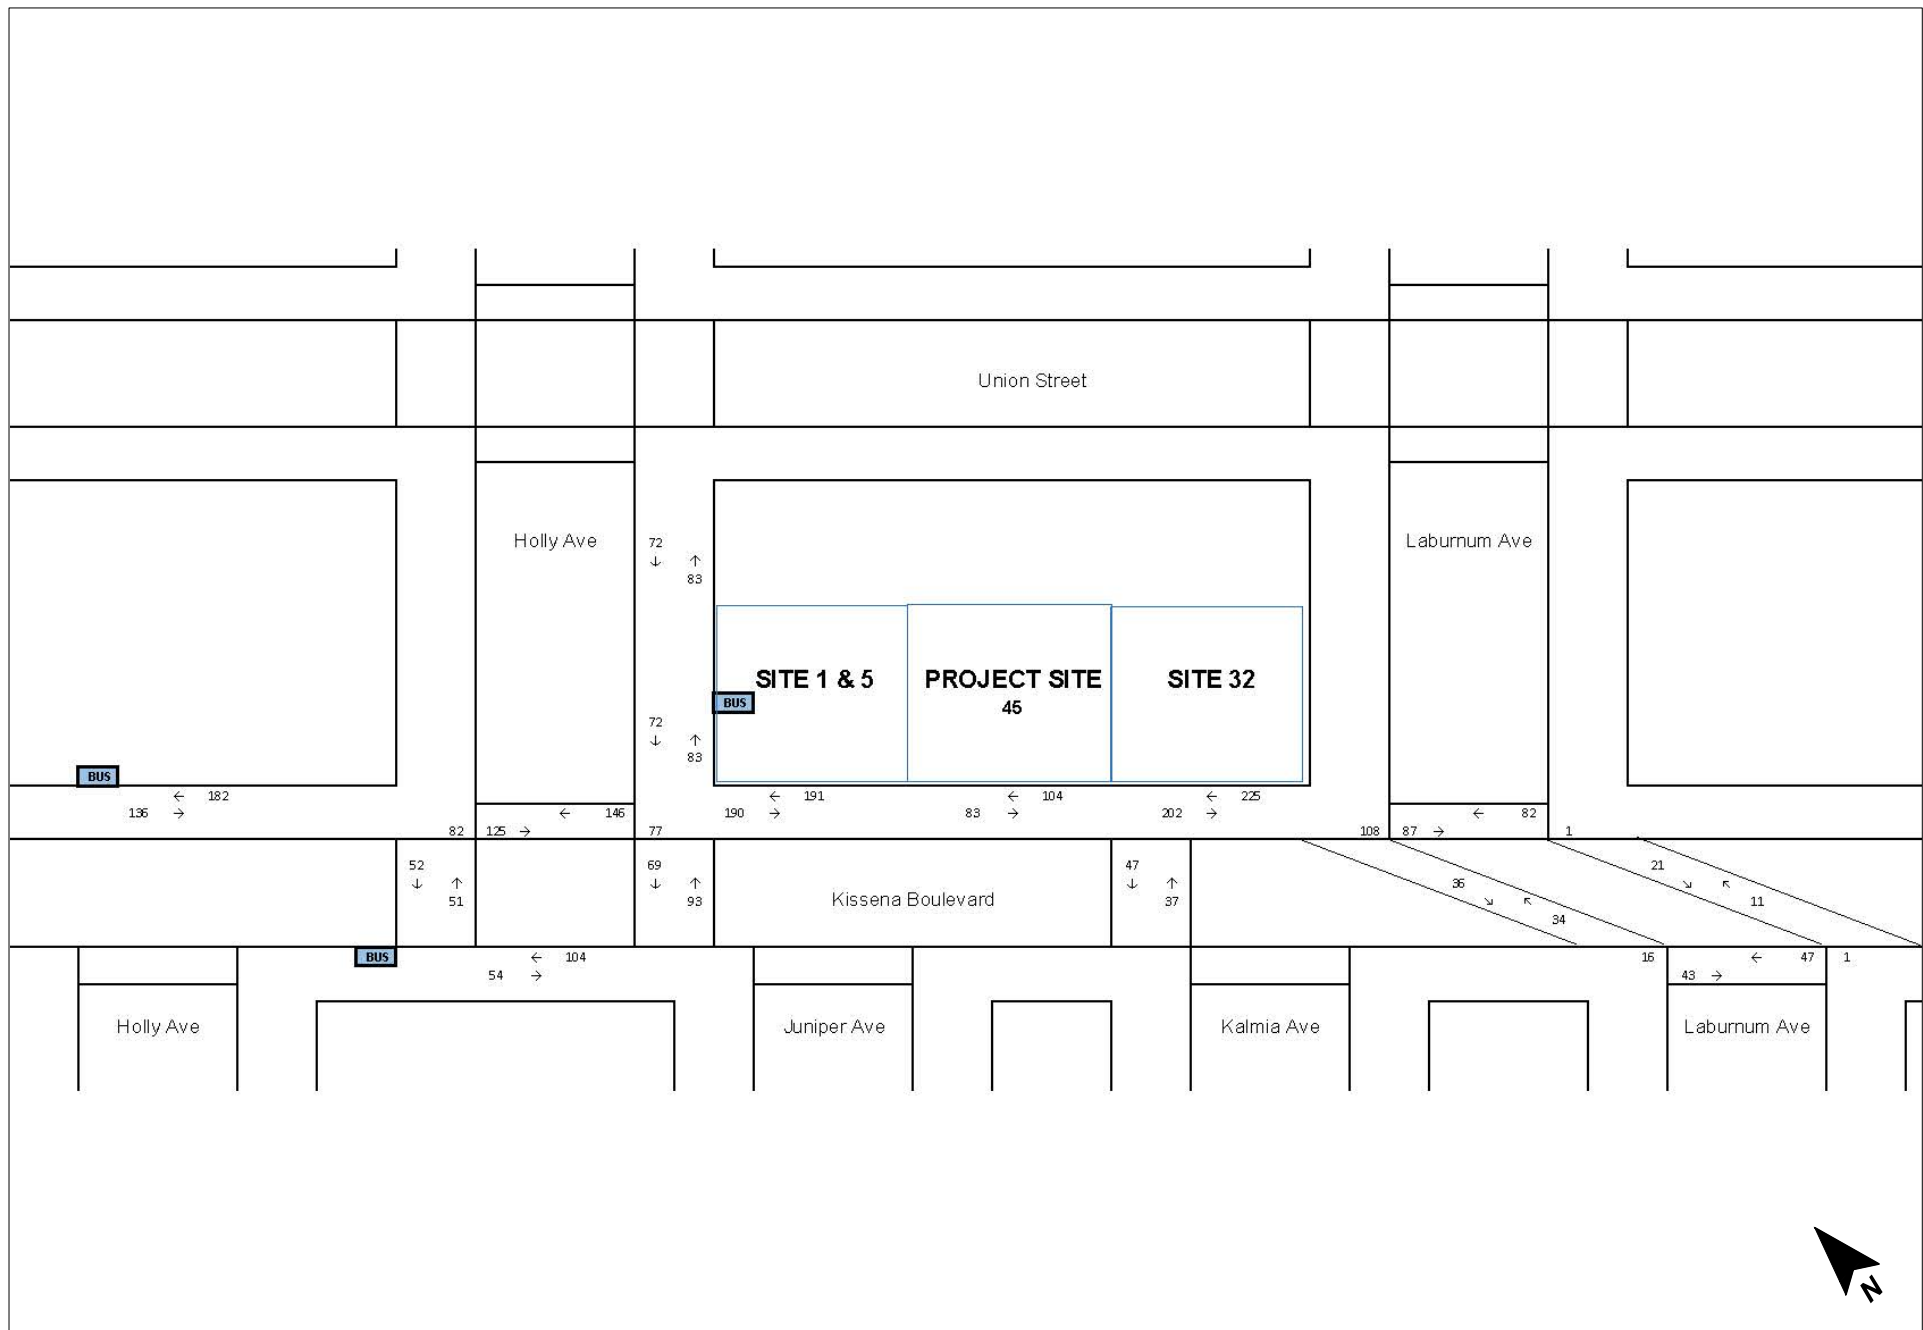 Union Street
Holly Ave
72
↓ ↑
83
Laburnum Ave
SITE 1 & 5
PROJECT SITE
45
SITE 32
BUS
72
↓ ↑
83
BUS
← 182
136 →
← 191
190 →
← 104
83 →
← 225
202 →
82
125 →
← 146
77
108
87 →
← 82
1
52
↓ ↑
51
69
↓ ↑
93
Kissena Boulevard
47
↓ ↑
37
36
↘ ↖
34
21
↘ ↖
11
BUS
← 104
54 →
16
← 47
43 →
1
Holly Ave
Juniper Ave
Kalmia Ave
Laburnum Ave
N